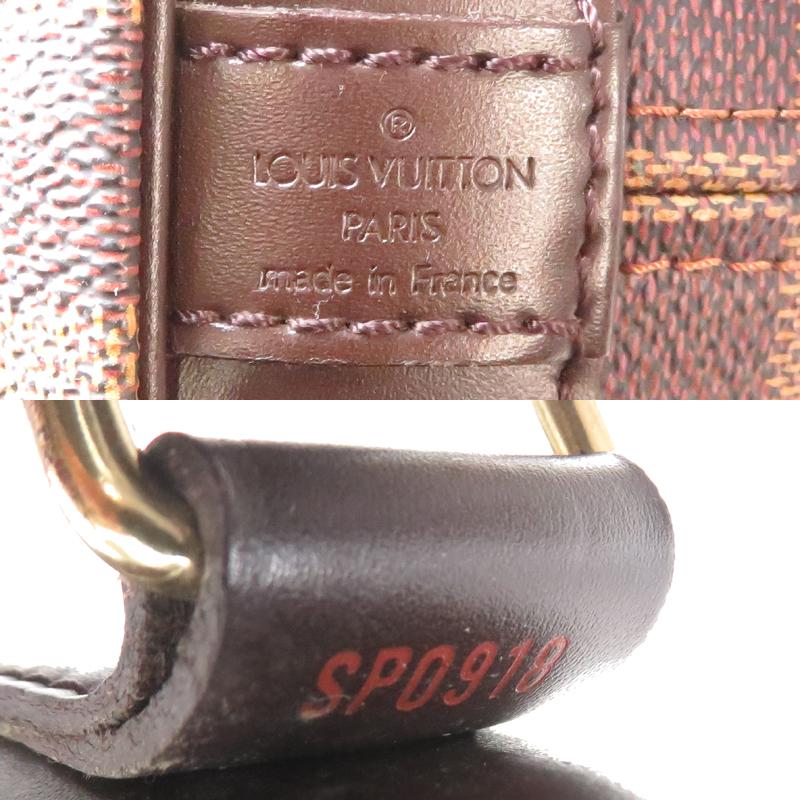 ®
LOUIS VUITTON
PARIS
made in France
SP0918